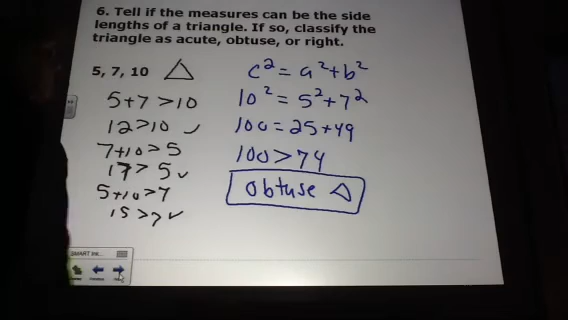 6. Tell if the measures can be the side
lengths of a triangle. If so, classify the
triangle as acute, obtuse, or right.
5, 7, 10
5+7 >10
12>10
7+10 > 5
17 > 5
5+10>7
15>7
c² = a²+b²
10² = 5²+7²
100 = 25+49
100 > 74
obtuse
SMART Ink...